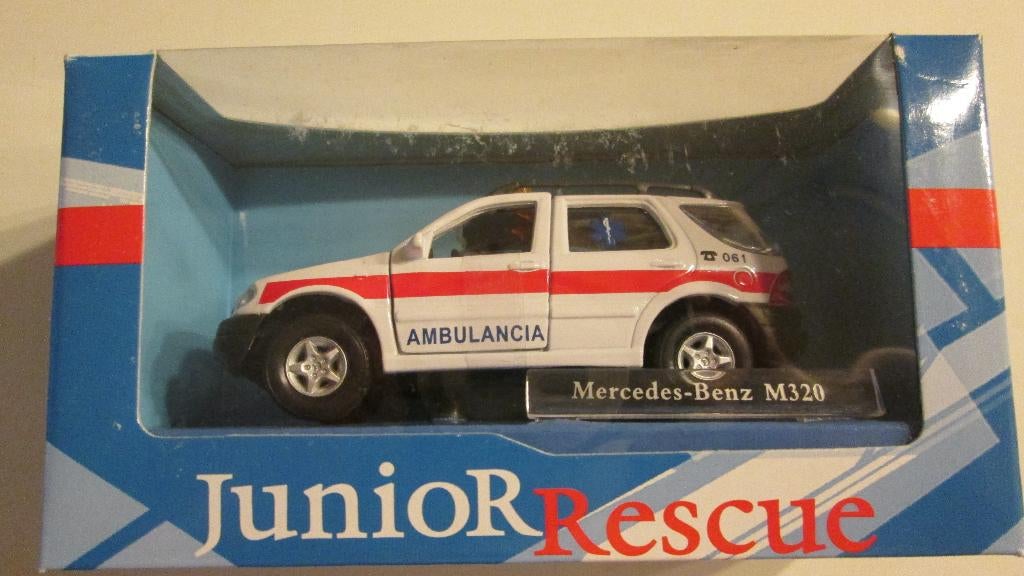 061
AMBULANCIA
Mercedes-Benz M320
JunioR Rescue